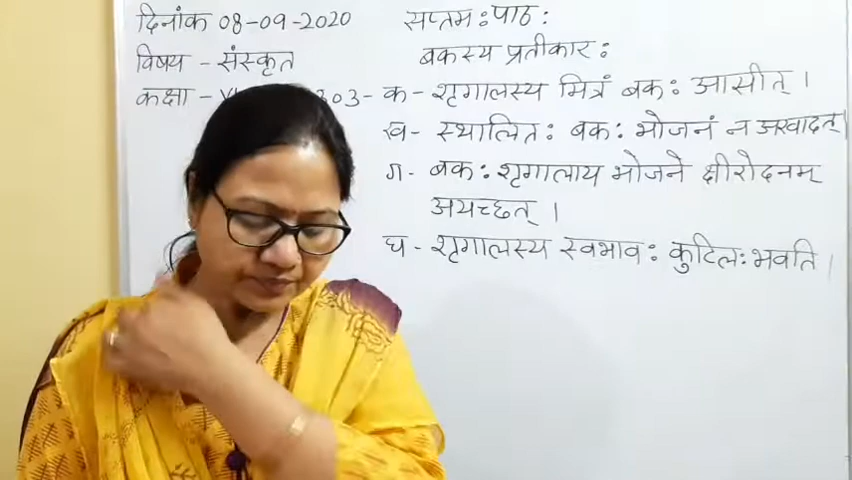 दिनांक 08-09-2020
सप्तम: पाठ:
विषय - संस्कृत
बकस्य प्रतीकार:
कक्षा -
303- क - शृगालस्य मित्रं बक: आसीत् ।
ख - स्थालित: बक: भोजनं न अखादत् ।
ग - बक: शृगालाय भोजने क्षीरोदनम्
अयच्छत् ।
घ - शृगालस्य स्वभाव: कुटिल: भवति ।